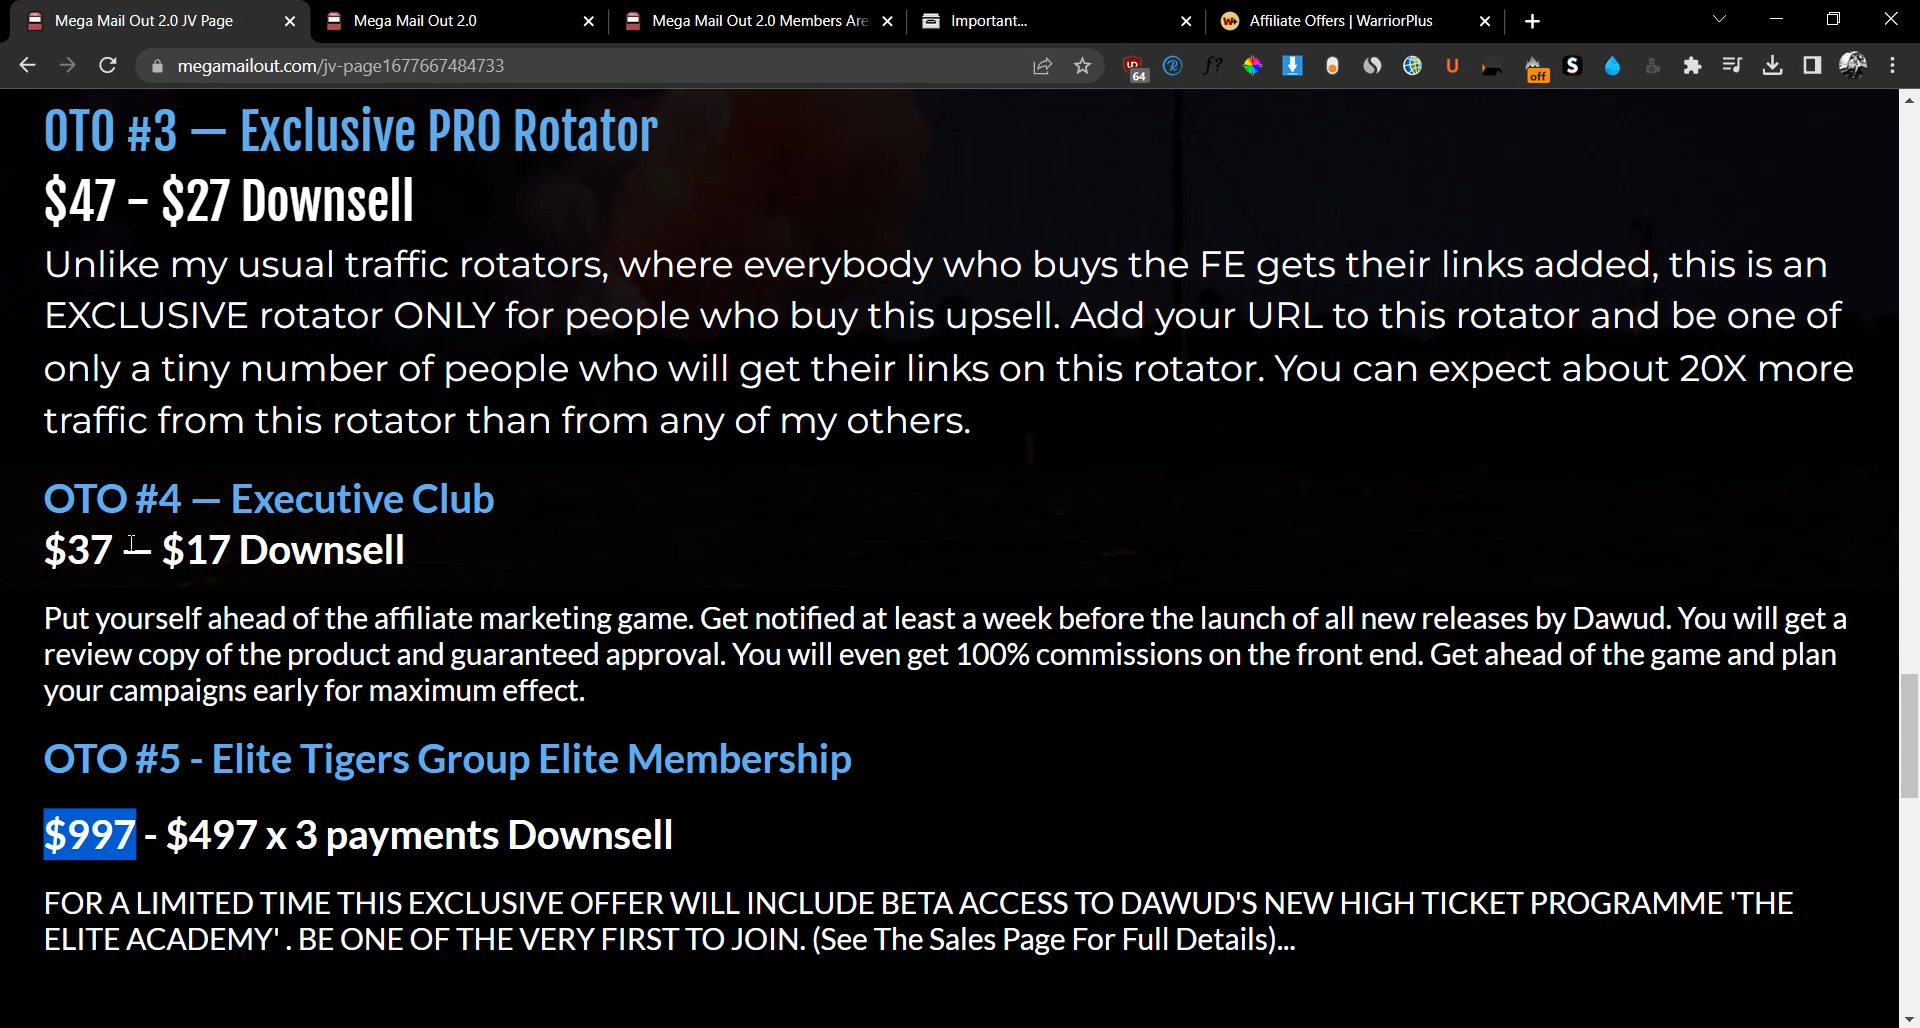 Mega Mail Out 2.0 JV Page
Mega Mail Out 2.0
Mega Mail Out 2.0 Members Are
Important...
Affiliate Offers | WarriorPlus
megamailout.com/jv-page1677667484733
64
off
OTO #3 — Exclusive PRO Rotator
$47 - $27 Downsell
Unlike my usual traffic rotators, where everybody who buys the FE gets their links added, this is an
EXCLUSIVE rotator ONLY for people who buy this upsell. Add your URL to this rotator and be one of
only a tiny number of people who will get their links on this rotator. You can expect about 20X more
traffic from this rotator than from any of my others.
OTO #4 — Executive Club
$37 — $17 Downsell
Put yourself ahead of the affiliate marketing game. Get notified at least a week before the launch of all new releases by Dawud. You will get a
review copy of the product and guaranteed approval. You will even get 100% commissions on the front end. Get ahead of the game and plan
your campaigns early for maximum effect.
OTO #5 - Elite Tigers Group Elite Membership
$997 - $497 x 3 payments Downsell
FOR A LIMITED TIME THIS EXCLUSIVE OFFER WILL INCLUDE BETA ACCESS TO DAWUD'S NEW HIGH TICKET PROGRAMME 'THE
ELITE ACADEMY' . BE ONE OF THE VERY FIRST TO JOIN. (See The Sales Page For Full Details)...